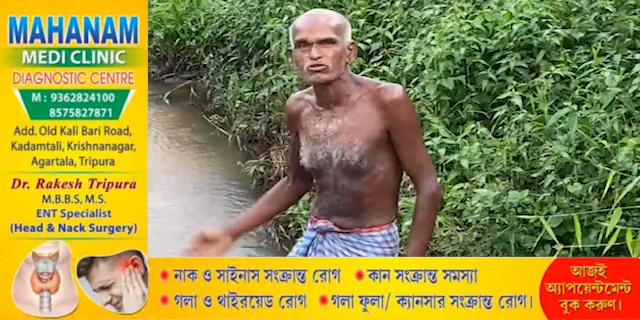 MAHANAM
MEDI CLINIC
DIAGNOSTIC CENTRE
M : 9362824100
8575827871
Add. Old Kali Bari Road,
Kadamtali, Krishnanagar,
Agartala, Tripura
Dr. Rakesh Tripura
M.B.B.S, M.S.
ENT Specialist
(Head & Nack Surgery)
* নাক ও সাইনাস সংক্রান্ত রোগ * কান সংক্রান্ত সমস্যা
* গলা ও থাইরয়েড রোগ * গলা ফুলা/ ক্যানসার সংক্রান্ত রোগ।
আজই
অ্যাপয়েন্টমেন্ট
বুক করুণ।